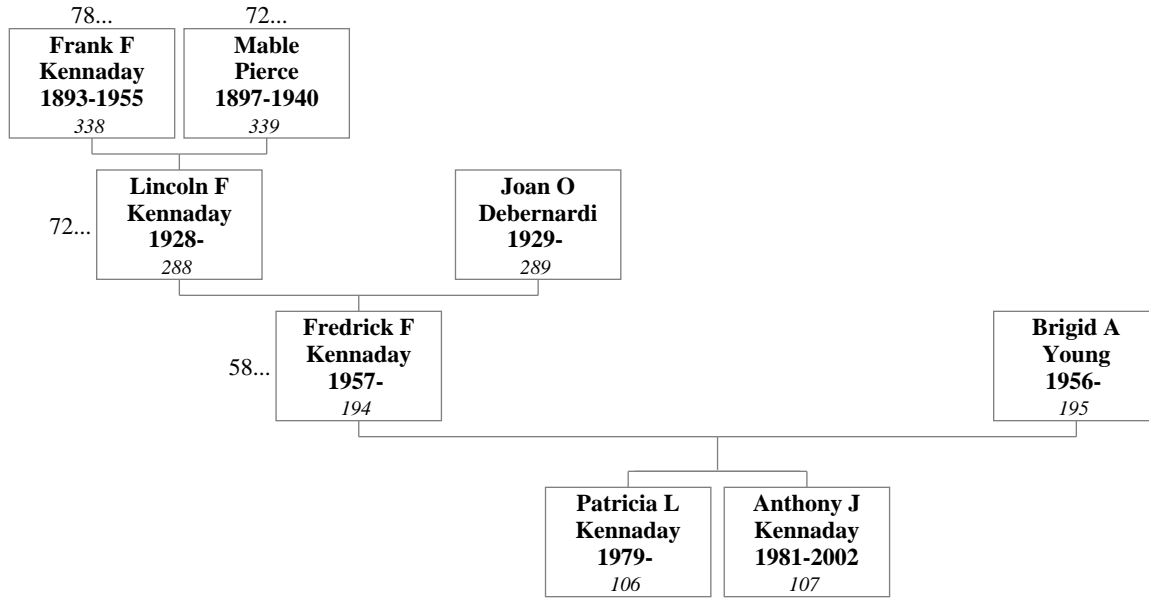 78...
72...
Frank F
Kennaday
1893-1955
338
Mable
Pierce
1897-1940
339
72...
Lincoln F
Kennaday
1928-
288
Joan O
Debernardi
1929-
289
58...
Fredrick F
Kennaday
1957-
194
Brigid A
Young
1956-
195
Patricia L
Kennaday
1979-
106
Anthony J
Kennaday
1981-2002
107